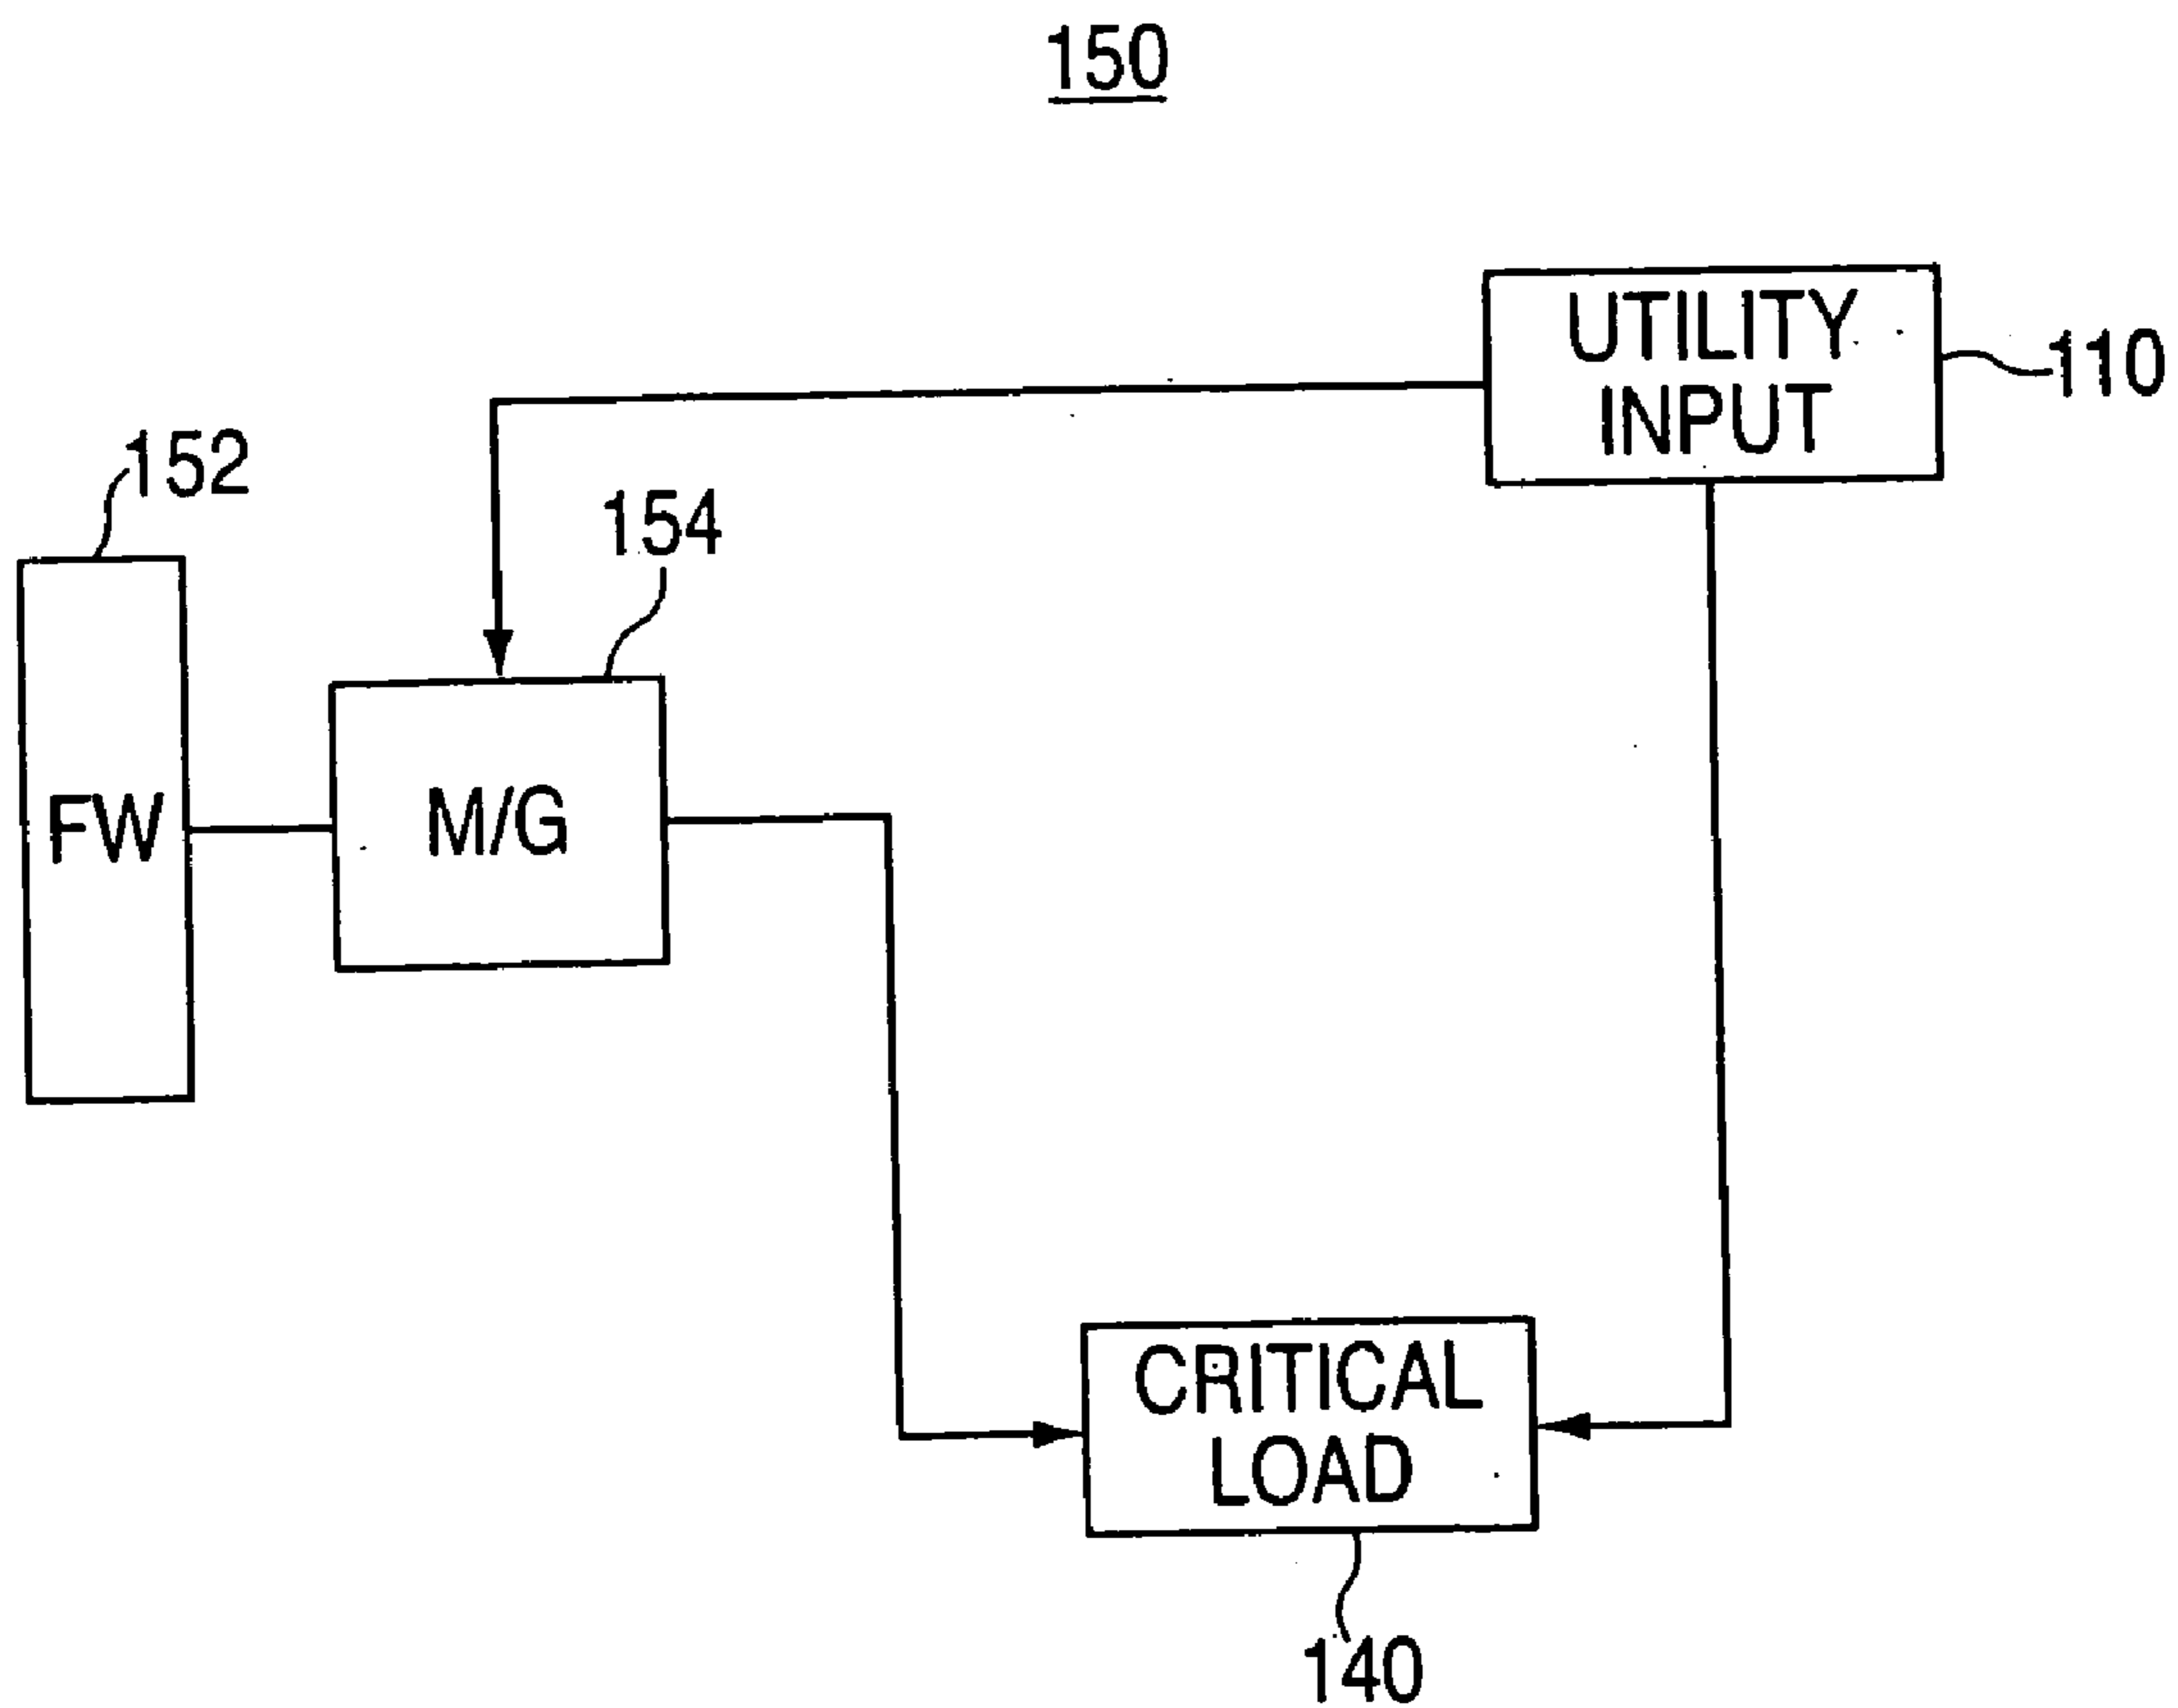 150
UTILITY
INPUT
110
152
154
FW
M/G
CRITICAL
LOAD
140